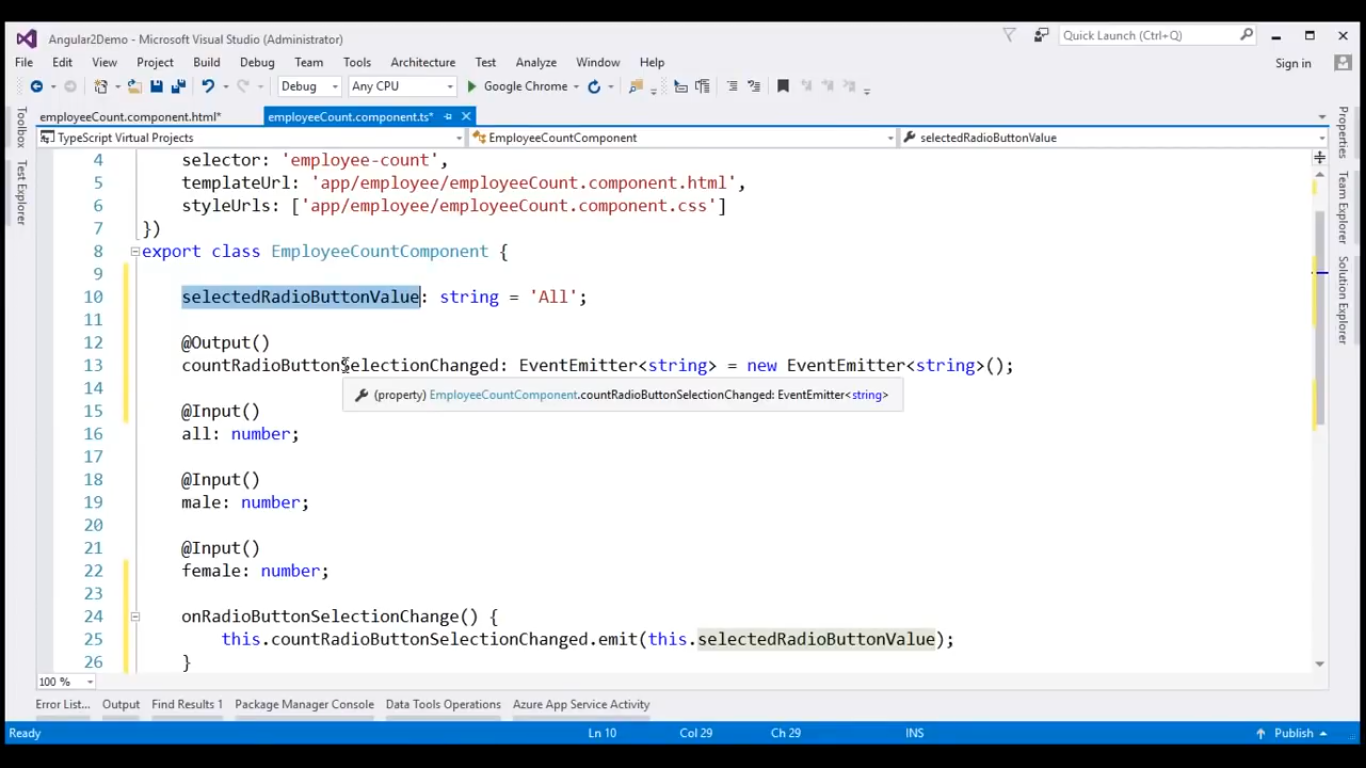 Angular2Demo - Microsoft Visual Studio (Administrator)
Quick Launch (Ctrl+Q)
File Edit View Project Build Debug Team Tools Architecture Test Analyze Window Help
Sign in
Debug Any CPU Google Chrome
employeeCount.component.html* employeeCount.component.ts*
TypeScript Virtual Projects EmployeeCountComponent selectedRadioButtonValue
Toolbox
Test Explorer
Properties
Team Explorer
Solution Explorer
4 selector: 'employee-count',
5 templateUrl: 'app/employee/employeeCount.component.html',
6 styleUrls: ['app/employee/employeeCount.component.css']
7 })
8 export class EmployeeCountComponent {
9
10 selectedRadioButtonValue: string = 'All';
11
12 @Output()
13 countRadioButtonSelectionChanged: EventEmitter<string> = new EventEmitter<string>();
14 (property) EmployeeCountComponent.countRadioButtonSelectionChanged: EventEmitter<string>
15 @Input()
16 all: number;
17
18 @Input()
19 male: number;
20
21 @Input()
22 female: number;
23
24 onRadioButtonSelectionChange() {
25 this.countRadioButtonSelectionChanged.emit(this.selectedRadioButtonValue);
26 }
100 %
Error List... Output Find Results 1 Package Manager Console Data Tools Operations Azure App Service Activity
Ready Ln 10 Col 29 Ch 29 INS Publish